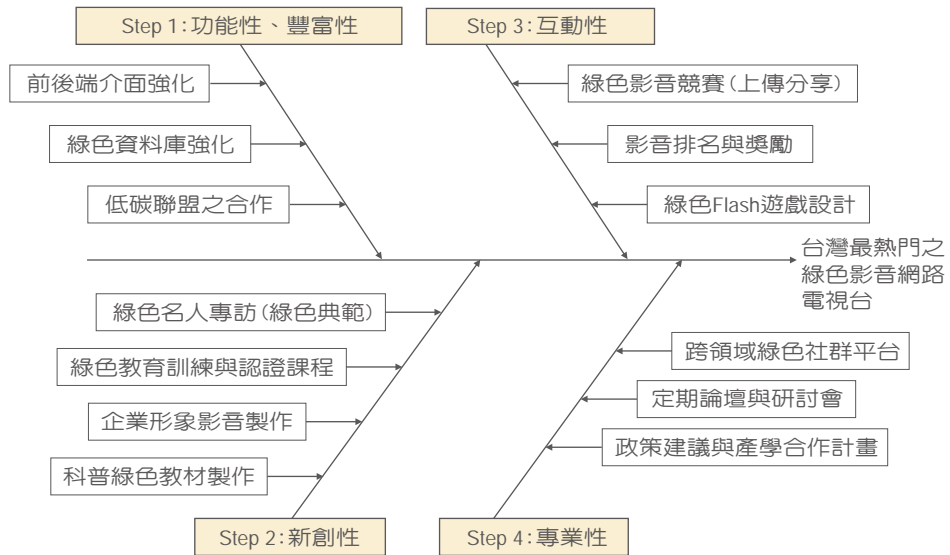 Step 1：功能性、豐富性
前後端介面強化
綠色資料庫強化
低碳聯盟之合作
Step 3：互動性
綠色影音競賽（上傳分享）
影音排名與獎勵
綠色Flash遊戲設計
台灣最熱門之
綠色影音網路
電視台
綠色名人專訪（綠色典範）
綠色教育訓練與認證課程
企業形象影音製作
科普綠色教材製作
Step 2：新創性
跨領域綠色社群平台
定期論壇與研討會
政策建議與產學合作計畫
Step 4：專業性